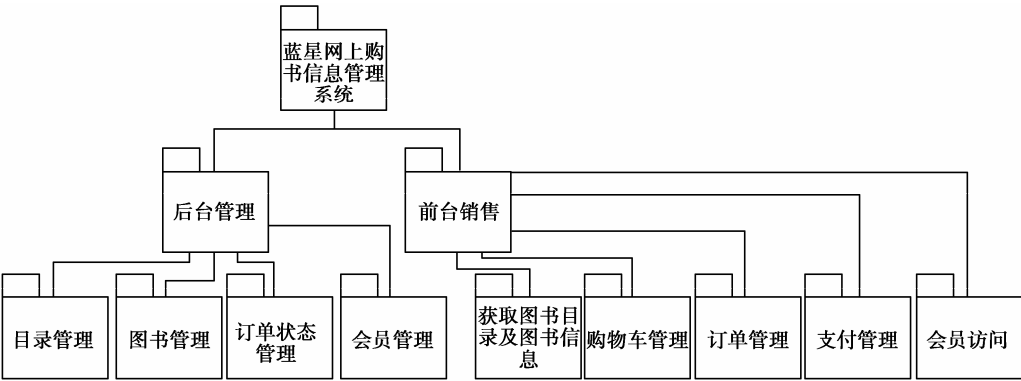 蓝星网上购
书信息管理
系统
后台管理
前台销售
目录管理
图书管理
订单状态
管理
会员管理
获取图书目
录及图书信
息
购物车管理
订单管理
支付管理
会员访问